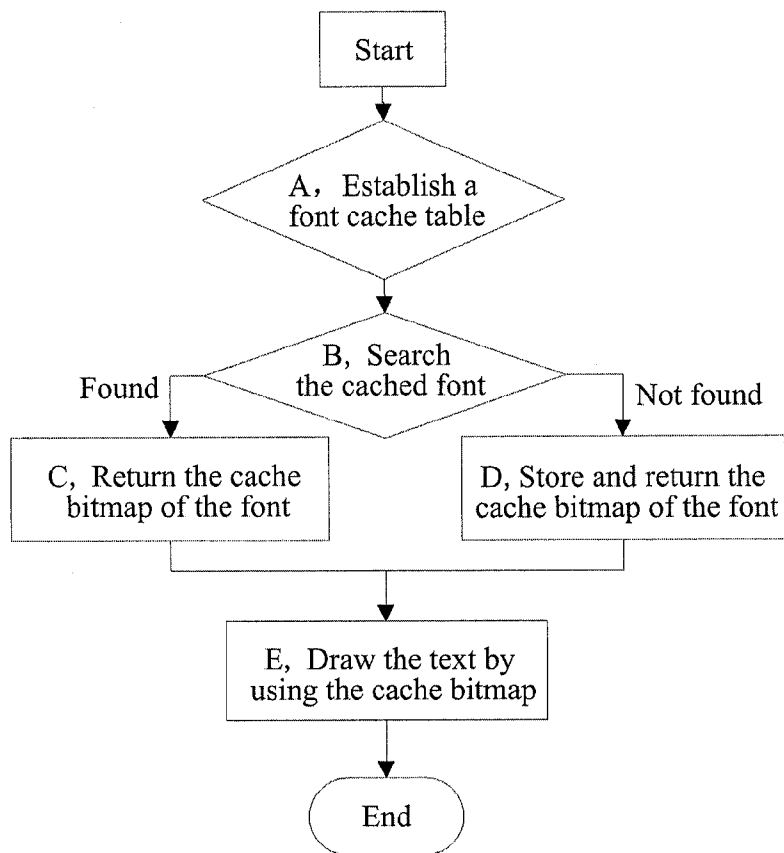 Start
A, Establish a
font cache table
B, Search
the cached font
Found
Not found
C, Return the cache
bitmap of the font
D, Store and return the
cache bitmap of the font
E, Draw the text by
using the cache bitmap
End